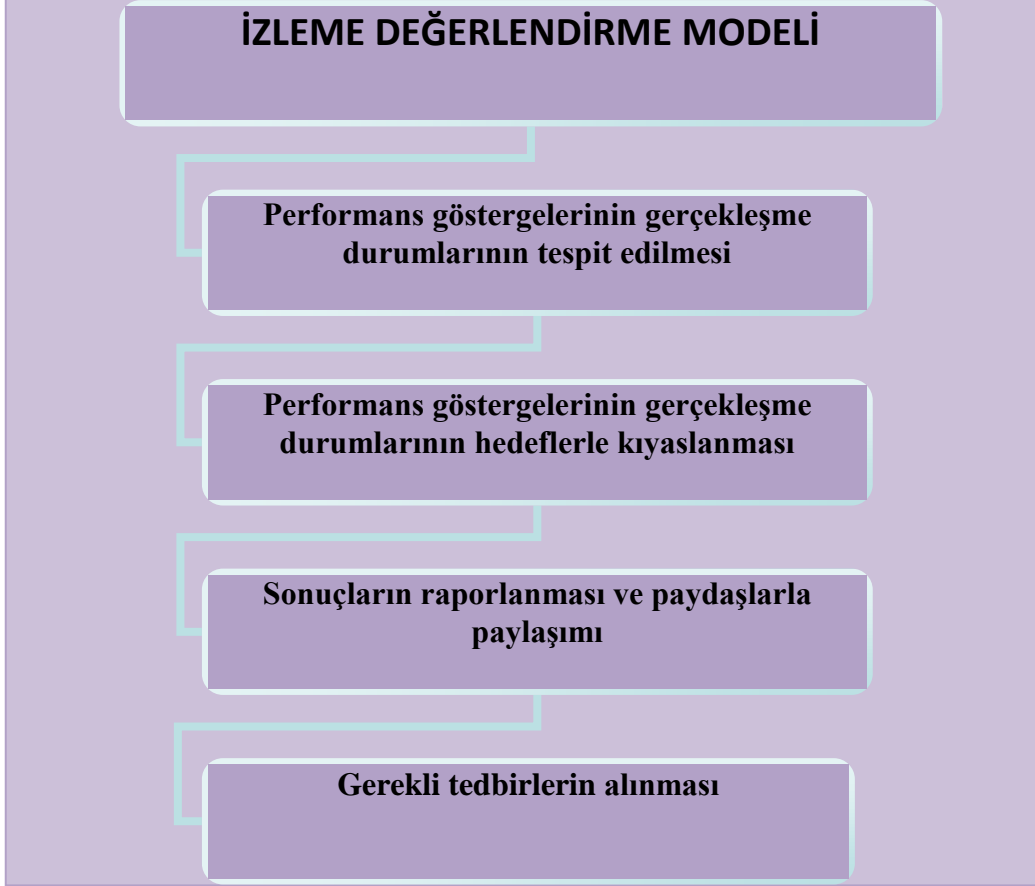 İZLEME DEĞERLENDİRME MODELİ
Performans göstergelerinin gerçekleşme
durumlarının tespit edilmesi
Performans göstergelerinin gerçekleşme
durumlarının hedeflerle kıyaslanması
Sonuçların raporlanması ve paydaşlarla
paylaşımı
Gerekli tedbirlerin alınması